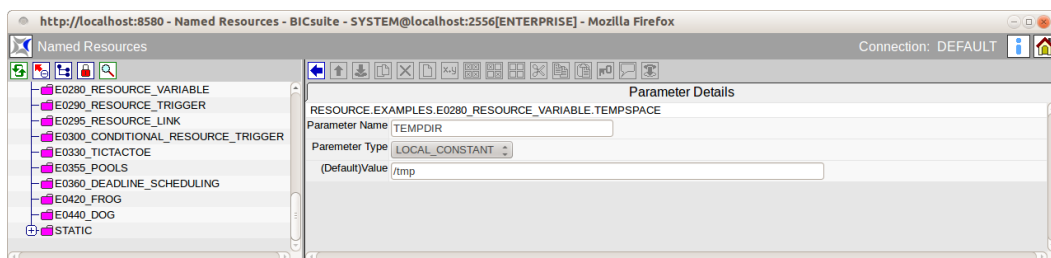 http://localhost:8580 - Named Resources - BICsuite - SYSTEM@localhost:2556[ENTERPRISE] - Mozilla Firefox
Named Resources
Connection: DEFAULT
E0280_RESOURCE_VARIABLE
E0290_RESOURCE_TRIGGER
E0295_RESOURCE_LINK
E0300_CONDITIONAL_RESOURCE_TRIGGER
E0330_TICTACTOE
E0355_POOLS
E0360_DEADLINE_SCHEDULING
E0420_FROG
E0440_DOG
STATIC
x,y
Parameter Details
RESOURCE.EXAMPLES.E0280_RESOURCE_VARIABLE.TEMPSPACE
Parameter Name TEMPDIR
Paremeter Type LOCAL_CONSTANT
(Default)Value /tmp